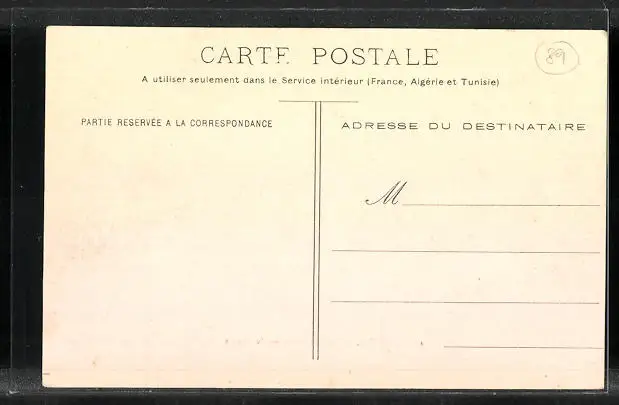 CARTE POSTALE
89
A utiliser seulement dans le Service intérieur (France, Algérie et Tunisie)
PARTIE RESERVÉE A LA CORRESPONDANCE
ADRESSE DU DESTINATAIRE
M